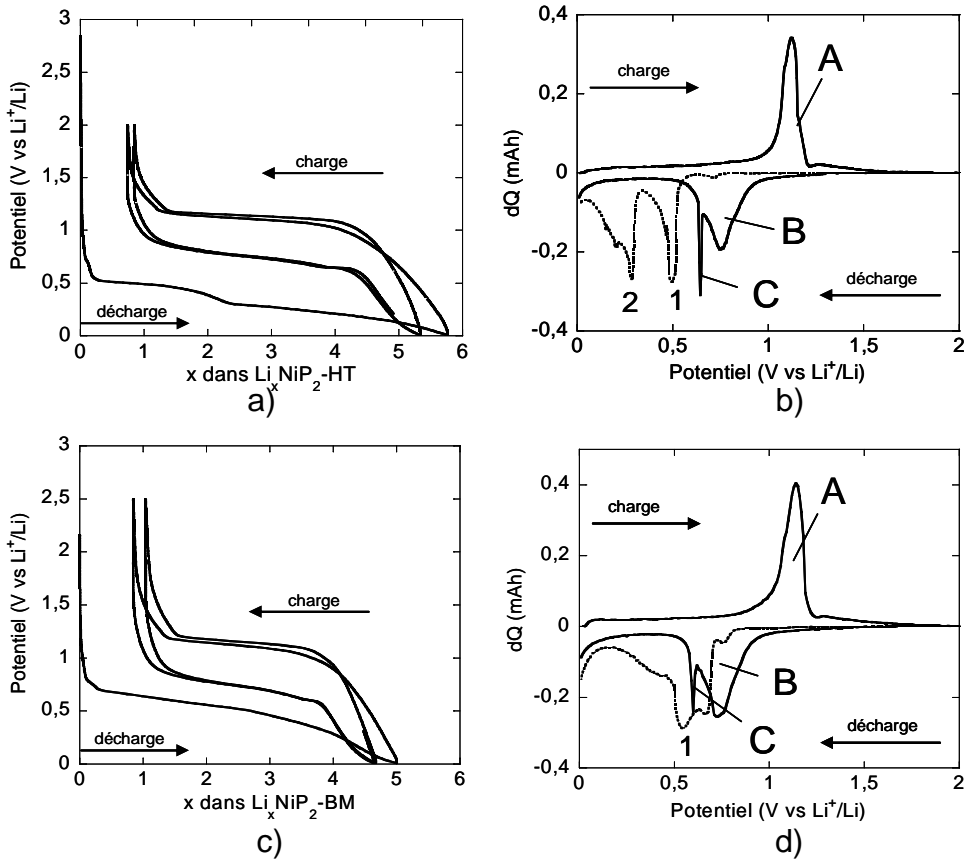 3
2,5
2
1,5
1
0,5
0
Potentiel (V vs Li+/Li)
charge
décharge
0 1 2 3 4 5 6
x dans LixNiP2-HT
a)
0,4
0,2
0
-0,2
-0,4
dQ (mAh)
charge
A
B
C
2
1
décharge
0 0,5 1 1,5 2
Potentiel (V vs Li+/Li)
b)
3
2,5
2
1,5
1
0,5
0
Potentiel (V vs Li+/Li)
charge
décharge
0 1 2 3 4 5 6
x dans LixNiP2-BM
c)
0,4
0,2
0
-0,2
-0,4
dQ (mAh)
charge
A
B
C
1
décharge
0 0,5 1 1,5 2
Potentiel (V vs Li+/Li)
d)